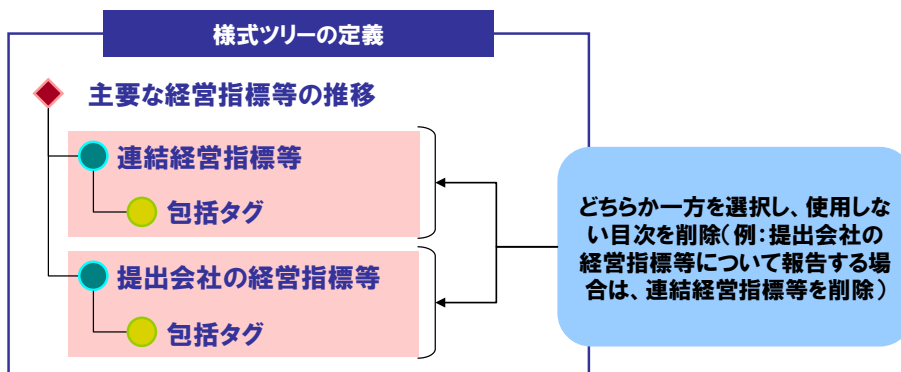 様式ツリーの定義
主要な経営指標等の推移
連結経営指標等
包括タグ
提出会社の経営指標等
包括タグ
どちらか一方を選択し、使用しな
い目次を削除(例:提出会社の
経営指標等について報告する場
合は、連結経営指標等を削除)